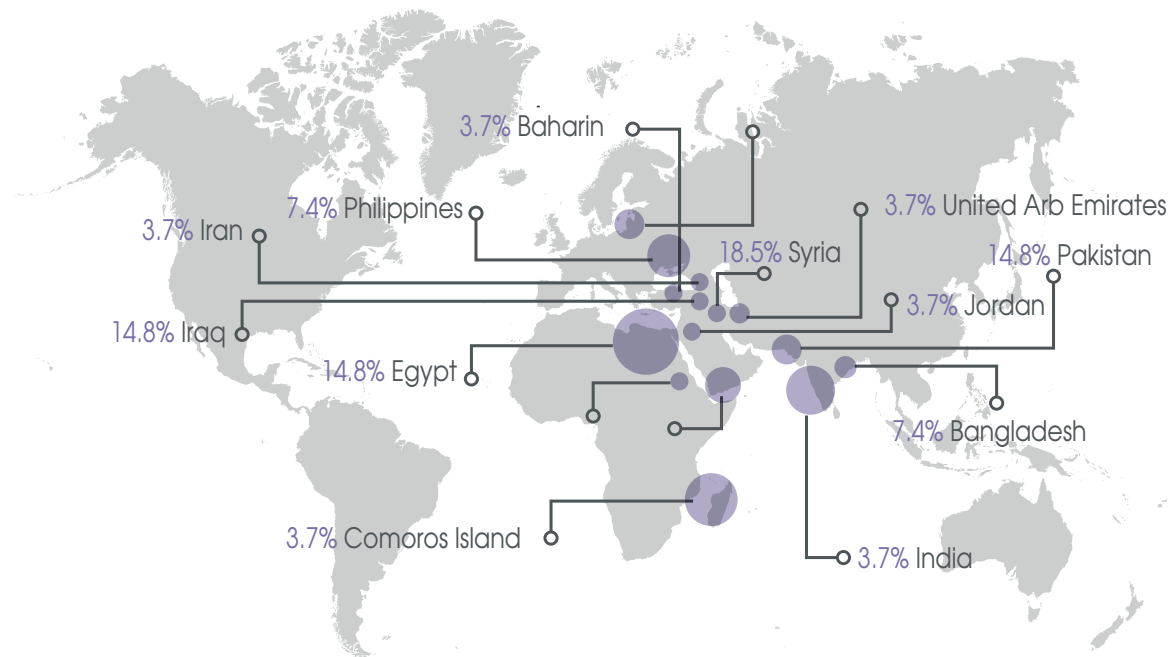 3.7% Baharin
7.4% Philippines
3.7% United Arb Emirates
3.7% Iran
18.5% Syria
14.8% Pakistan
3.7% Jordan
14.8% Iraq
14.8% Egypt
7.4% Bangladesh
3.7% Comoros Island
3.7% India